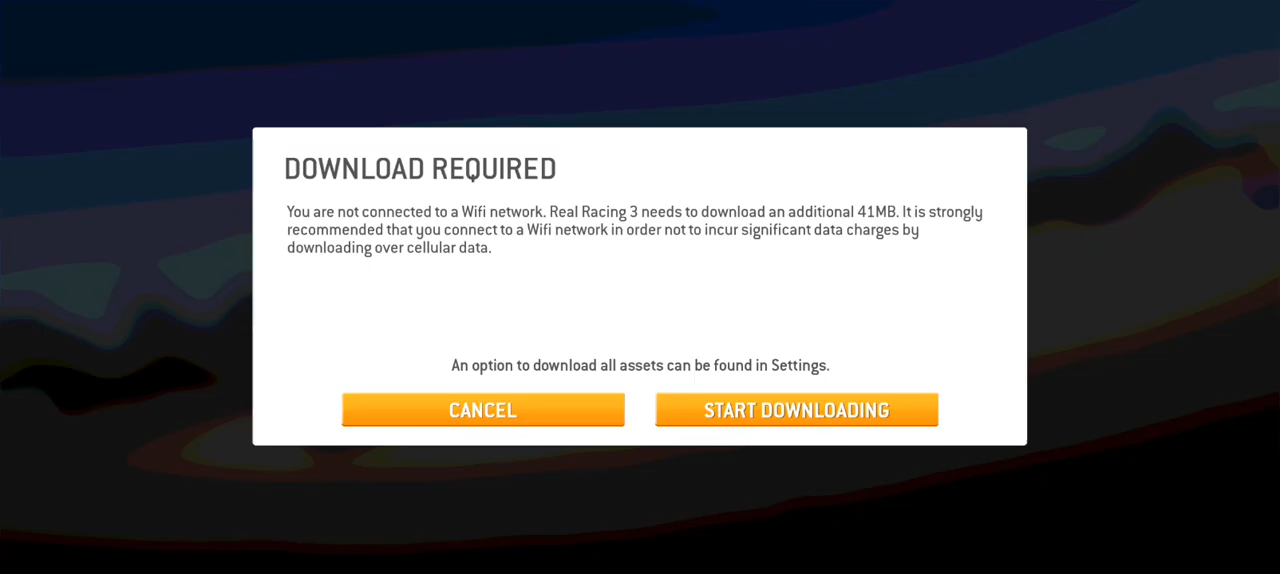 DOWNLOAD REQUIRED
You are not connected to a Wifi network. Real Racing 3 needs to download an additional 41MB. It is strongly
recommended that you connect to a Wifi network in order not to incur significant data charges by
downloading over cellular data.
An option to download all assets can be found in Settings.
CANCEL
START DOWNLOADING